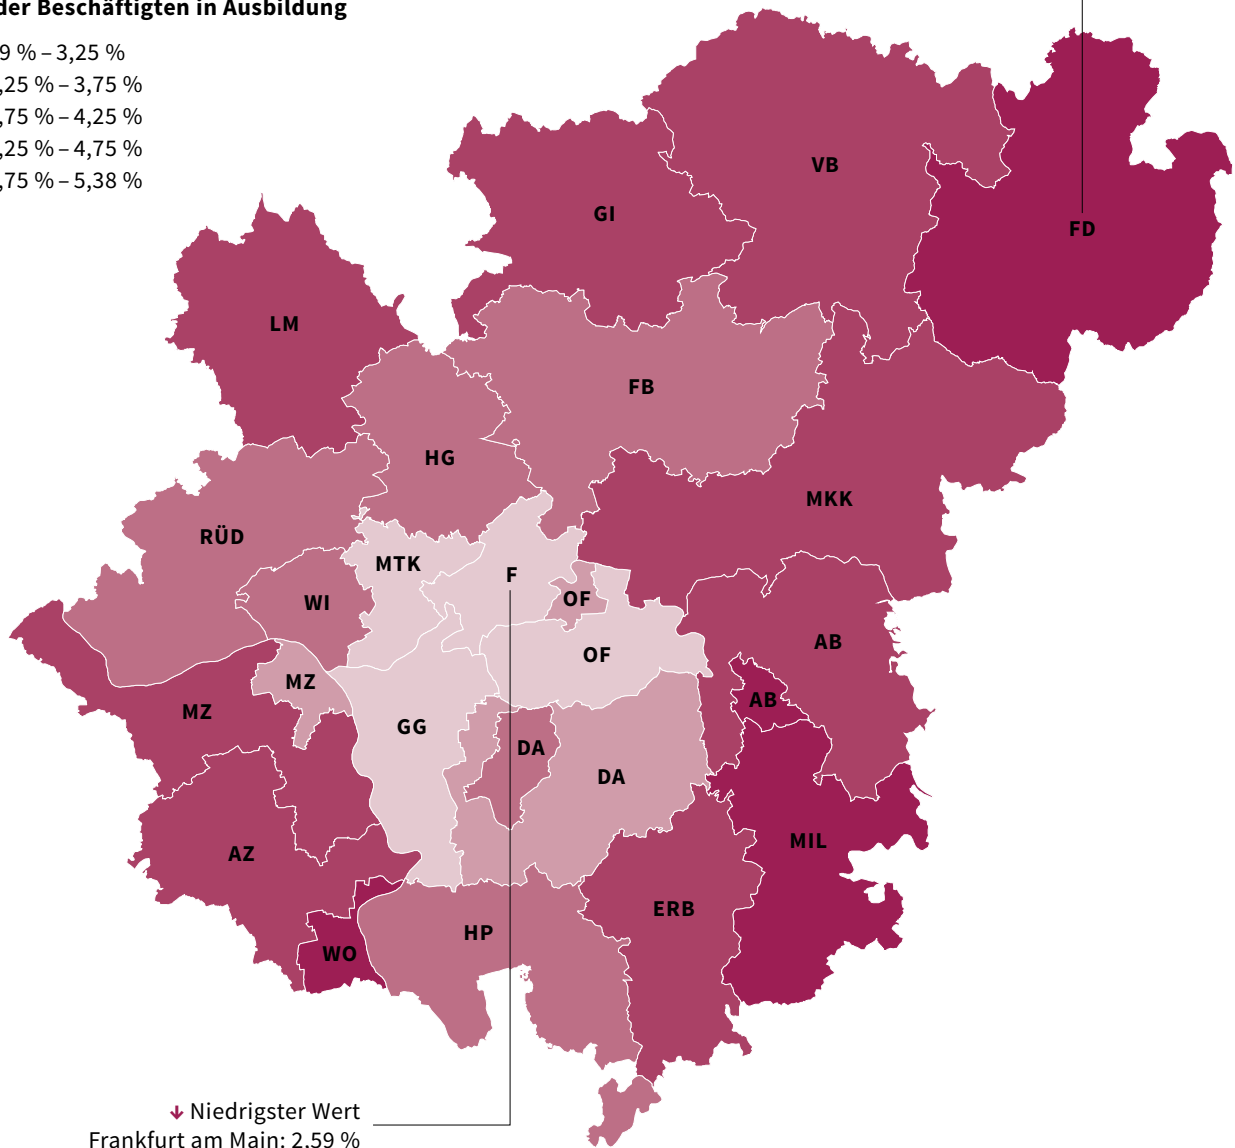 der Beschäftigten in Ausbildung
9 % – 3,25 %
,25 % – 3,75 %
,75 % – 4,25 %
,25 % – 4,75 %
,75 % – 5,38 %
VB
GI
FD
LM
FB
HG
MKK
RÜD
MTK
F
OF
WI
AB
OF
MZ
AB
MZ
GG
DA
DA
MIL
AZ
ERB
HP
WO
↓ Niedrigster Wert
Frankfurt am Main: 2,59 %